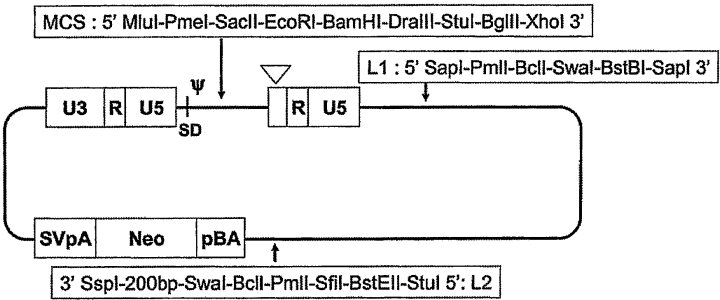 MCS : 5' MluI-PmeI-SacII-EcoRI-BamHI-DraIII-StuI-BglII-XhoI 3'
L1 : 5' SapI-PmlI-BclI-SwaI-BstBI-SapI 3'
U3 R U5 SD Ψ R U5
SVpA Neo pBA
3' SspI-200bp-SwaI-BclI-PmlI-SfiI-BstEII-StuI 5': L2